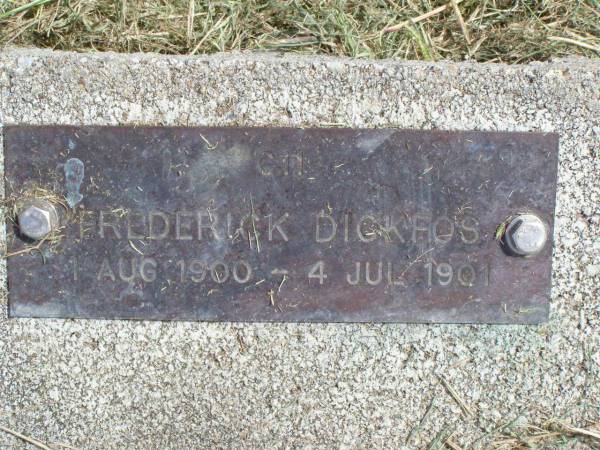 FREDERICK DICKFOS
1 AUG 1900 - 4 JUL 1901